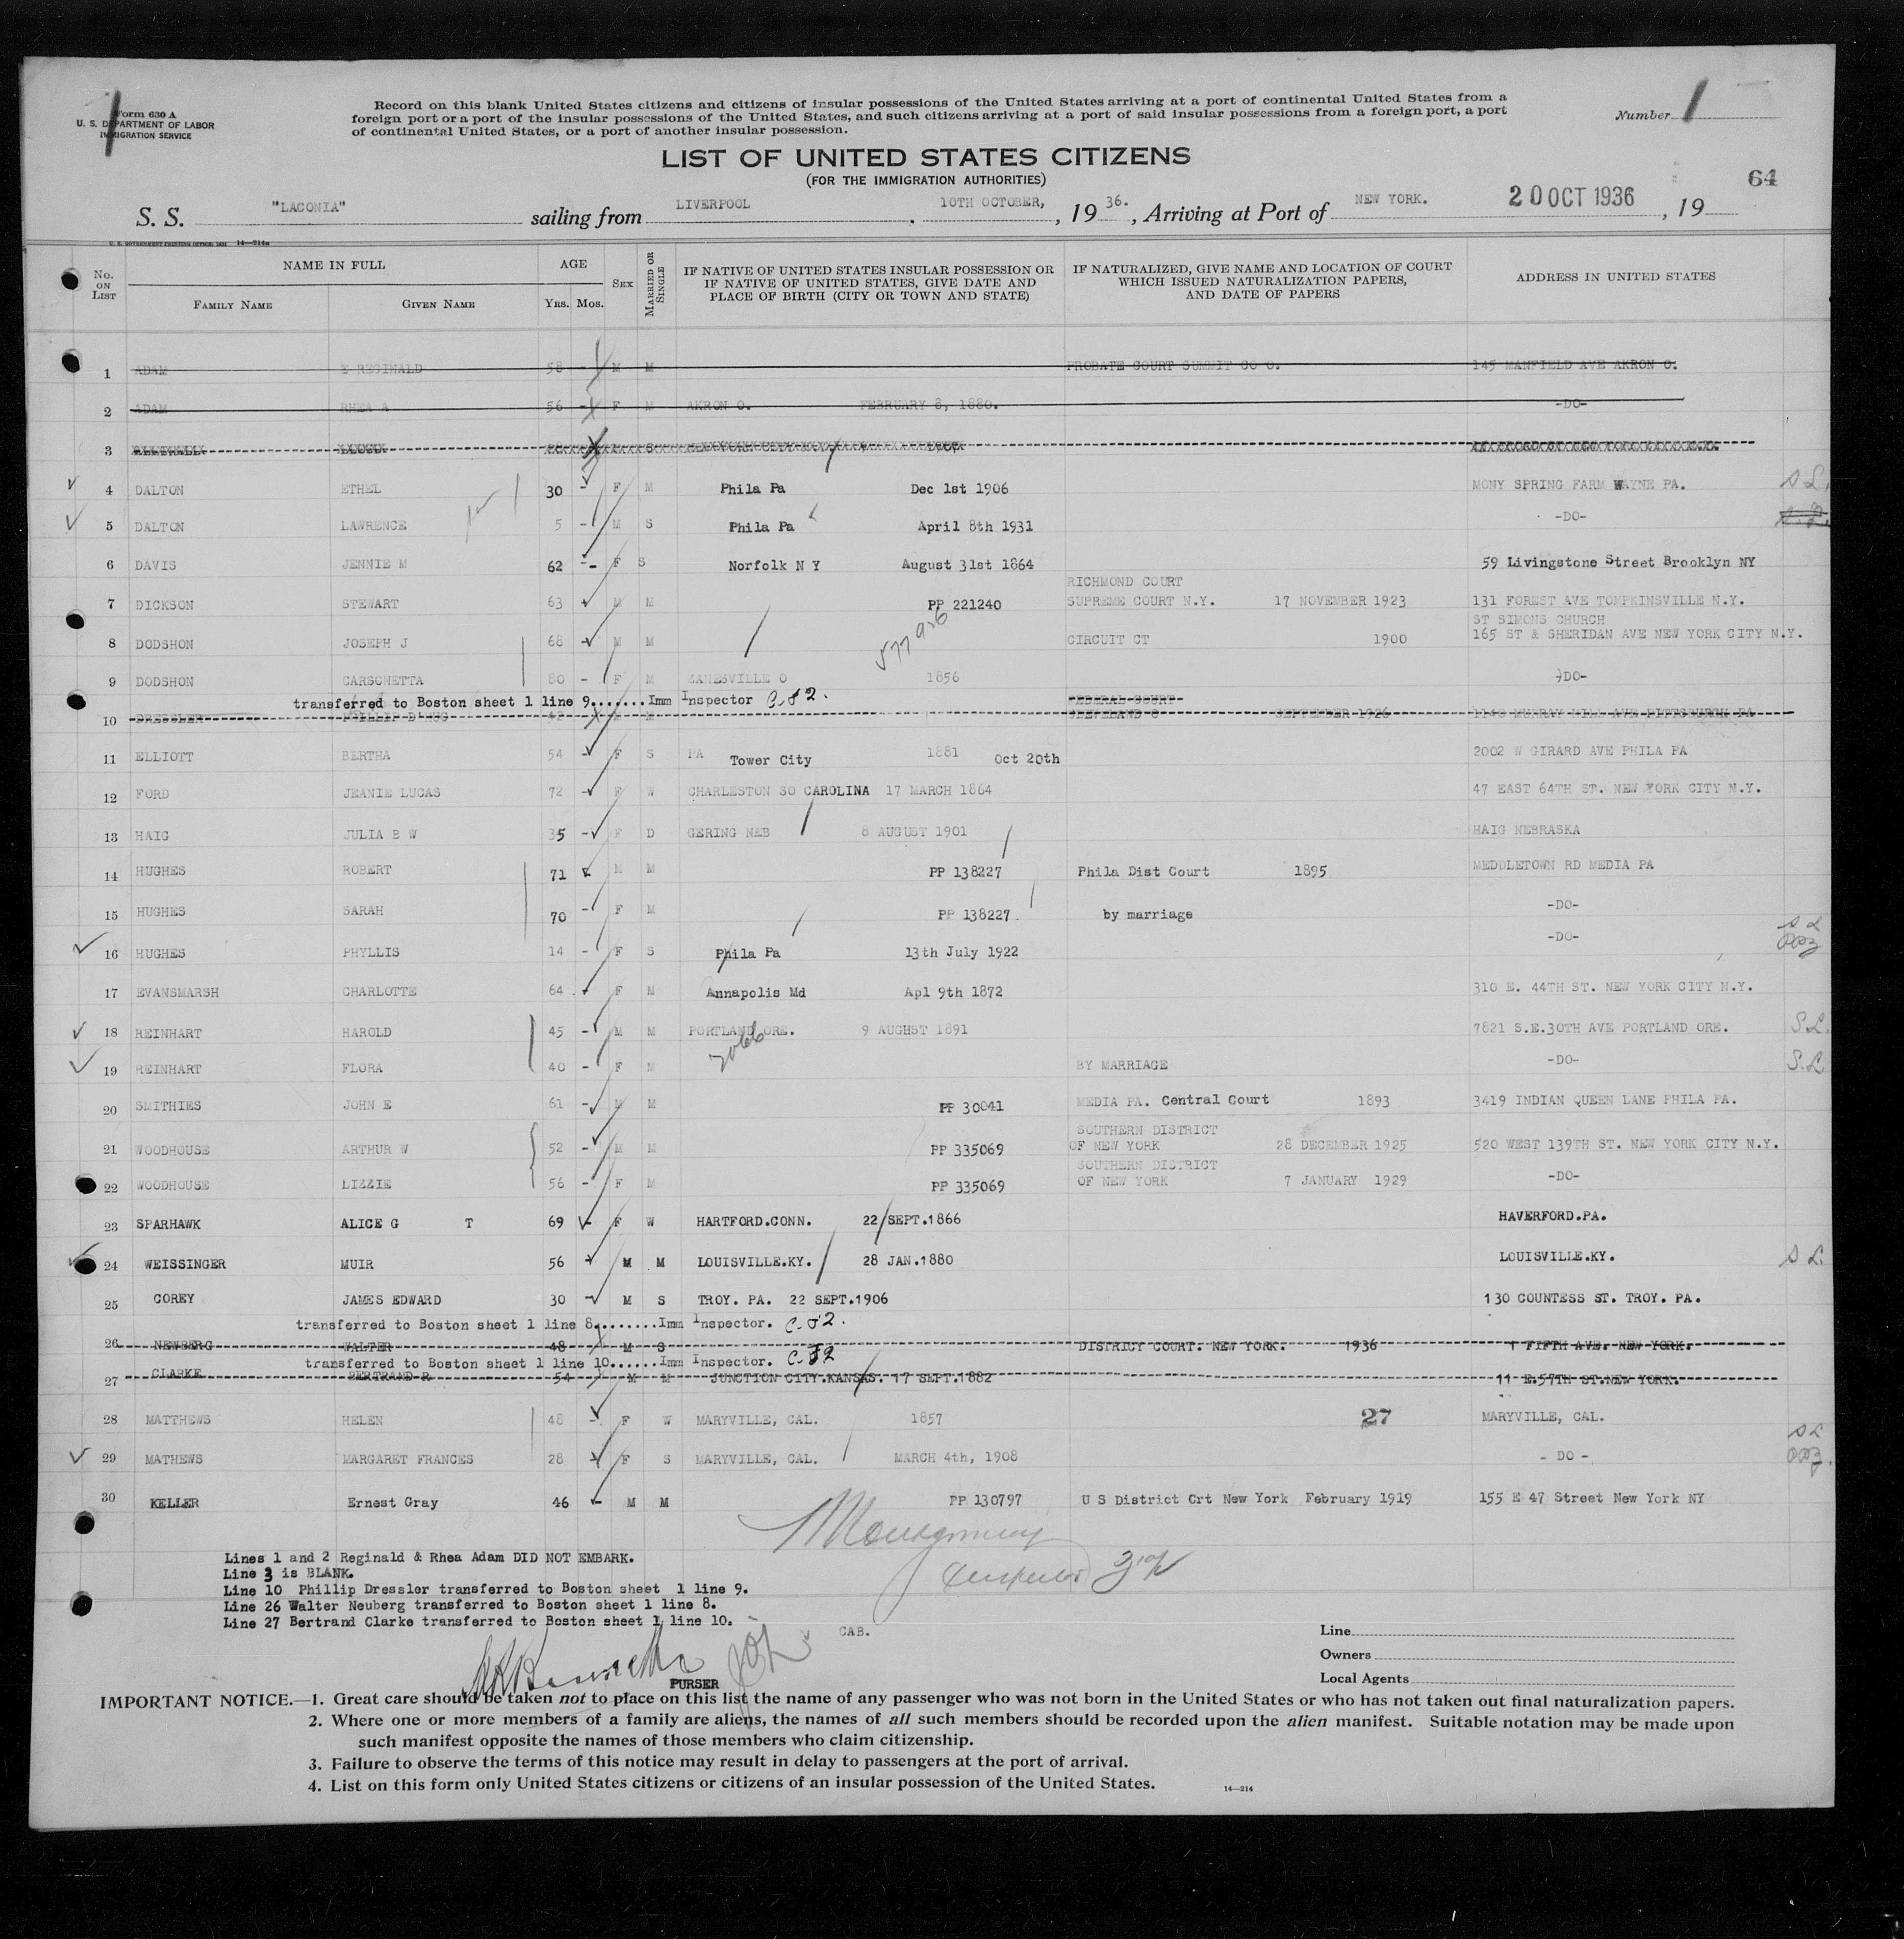 Form 630 A
U. S. DEPARTMENT OF LABOR
IMMIGRATION SERVICE
Record on this blank United States citizens and citizens of insular possessions of the United States arriving at a port of continental United States from a
foreign port or a port of the insular possessions of the United States, and such citizens arriving at a port of said insular possessions from a foreign port, a port
of continental United States, or a port of another insular possession.
Number 1
LIST OF UNITED STATES CITIZENS
(FOR THE IMMIGRATION AUTHORITIES)
64
S. S. "LACONIA" sailing from LIVERPOOL, 10TH OCTOBER, 1936., Arriving at Port of NEW YORK. 20 OCT 1936, 19
U. S. GOVERNMENT PRINTING OFFICE: 14—214a
No. ON LIST
NAME IN FULL
FAMILY NAME
GIVEN NAME
AGE
YRS. MOS.
SEX
MARRIED OR SINGLE
IF NATIVE OF UNITED STATES INSULAR POSSESSION OR
IF NATIVE OF UNITED STATES, GIVE DATE AND
PLACE OF BIRTH (CITY OR TOWN AND STATE)
IF NATURALIZED, GIVE NAME AND LOCATION OF COURT
WHICH ISSUED NATURALIZATION PAPERS,
AND DATE OF PAPERS
ADDRESS IN UNITED STATES
1 ADAM E REGINALD 58 - M M PROBATE COURT SUMMIT CO O. 145 MANFIELD AVE AKRON O.
2 ADAM RHEA A 56 - F M AKRON O. FEBRUARY 8, 1880. -DO-
3
4 DALTON ETHEL 30 - F M Phila Pa Dec 1st 1906 MONY SPRING FARM WAYNE PA. S L.
5 DALTON LAWRENCE 5 - M S Phila Pa April 8th 1931 -DO- S.L.
6 DAVIS JENNIE M 62 - F S Norfolk N Y August 31st 1864 59 Livingstone Street Brooklyn NY
RICHMOND COURT
7 DICKSON STEWART 63 M M PP 221240 SUPREME COURT N.Y. 17 NOVEMBER 1923 131 FOREST AVE TOMPKINSVILLE N.Y.
ST SIMONS CHURCH
8 DODSHON JOSEPH J 68 - M M 577926 CIRCUIT CT 1900 165 ST & SHERIDAN AVE NEW YORK CITY N.Y.
9 DODSHON CARSONETTA 80 - F M ZANESVILLE O 1856 -DO-
transferred to Boston sheet 1 line 9.......Imm Inspector FEDERAL COURT
10 DRESSLER 42 M M CLEVELAND O SEPTEMBER 1926 1140 MURRAY HILL AVE PITTSBURGH PA
11 ELLIOTT BERTHA 54 - F S PA Tower City 1881 Oct 20th 2002 W GIRARD AVE PHILA PA
12 FORD JEANIE LUCAS 72 - F W CHARLESTON SO CAROLINA 17 MARCH 1864 47 EAST 64TH ST. NEW YORK CITY N.Y.
13 HAIG JULIA B W 35 - F D GERING NEB 8 AUGUST 1901 HAIG NEBRASKA
14 HUGHES ROBERT 71 M M PP 138227 Phila Dist Court 1895 MEDDLETOWN RD MEDIA PA
15 HUGHES SARAH 70 - F M PP 138227 by marriage -DO-
16 HUGHES PHYLLIS 14 - F S Phila Pa 13th July 1922 -DO- S L
17 EVANSMARSH CHARLOTTE 64 - F M Annapolis Md Apl 9th 1872 310 E. 44TH ST. NEW YORK CITY N.Y.
18 REINHART HAROLD 45 - M M PORTLAND ORE. 9 AUGHST 1891 7821 S.E.30TH AVE PORTLAND ORE. S.L.
19 REINHART FLORA 40 - F M BY MARRIAGE -DO- S.L
20 SMITHIES JOHN E 61 - M M PP 30041 MEDIA PA. Central Court 1893 3419 INDIAN QUEEN LANE PHILA PA.
SOUTHERN DISTRICT
21 WOODHOUSE ARTHUR W 52 - M M PP 335069 OF NEW YORK 28 DECEMBER 1925 520 WEST 139TH ST. NEW YORK CITY N.Y.
SOUTHERN DISTRICT
22 WOODHOUSE LIZZIE 56 - F M PP 335069 OF NEW YORK 7 JANUARY 1929 -DO-
23 SPARHAWK ALICE G T 69 - F W HARTFORD.CONN. 22 SEPT.1866 HAVERFORD.PA.
24 WEISSINGER MUIR 56 - M M LOUISVILLE.KY. 28 JAN.1880 LOUISVILLE.KY. S L.
25 COREY JAMES EDWARD 30 - M S TROY. PA. 22 SEPT.1906 130 COUNTESS ST. TROY. PA.
transferred to Boston sheet 1 line 8........Imm Inspector.
26 NEWBERG WALTER 48 M S DISTRICT COURT. NEW YORK. 1936 1 FIFTH AVE. NEW YORK.
transferred to Boston sheet 1 line 10......Imm Inspector.
27 CLARKE BERTRAND R 54 M M JUNCTION CITY.KANSAS. 17 SEPT.1882 11 E.57TH ST.NEW YORK.
28 MATTHEWS HELEN 48 - F W MARYVILLE, CAL. 1857 27 MARYVILLE, CAL.
29 MATHEWS MARGARET FRANCES 28 F S MARYVILLE, CAL. MARCH 4th, 1908 - DO - S L
30 KELLER Ernest Gray 46 - M M PP 130797 U S District Crt New York February 1919 155 E 47 Street New York NY
Montgomery
Lines 1 and 2 Reginald & Rhea Adam DID NOT EMBARK.
Line 3 is BLANK.
Line 10 Phillip Dressler transferred to Boston sheet 1 line 9.
Line 26 Walter Neuberg transferred to Boston sheet 1 line 8.
Line 27 Bertrand Clarke transferred to Boston sheet 1 line 10.
CAB.
PURSER
Line
Owners
Local Agents
IMPORTANT NOTICE.—1. Great care should be taken not to place on this list the name of any passenger who was not born in the United States or who has not taken out final naturalization papers.
2. Where one or more members of a family are aliens, the names of all such members should be recorded upon the alien manifest. Suitable notation may be made upon
such manifest opposite the names of those members who claim citizenship.
3. Failure to observe the terms of this notice may result in delay to passengers at the port of arrival.
4. List on this form only United States citizens or citizens of an insular possession of the United States.
14—214